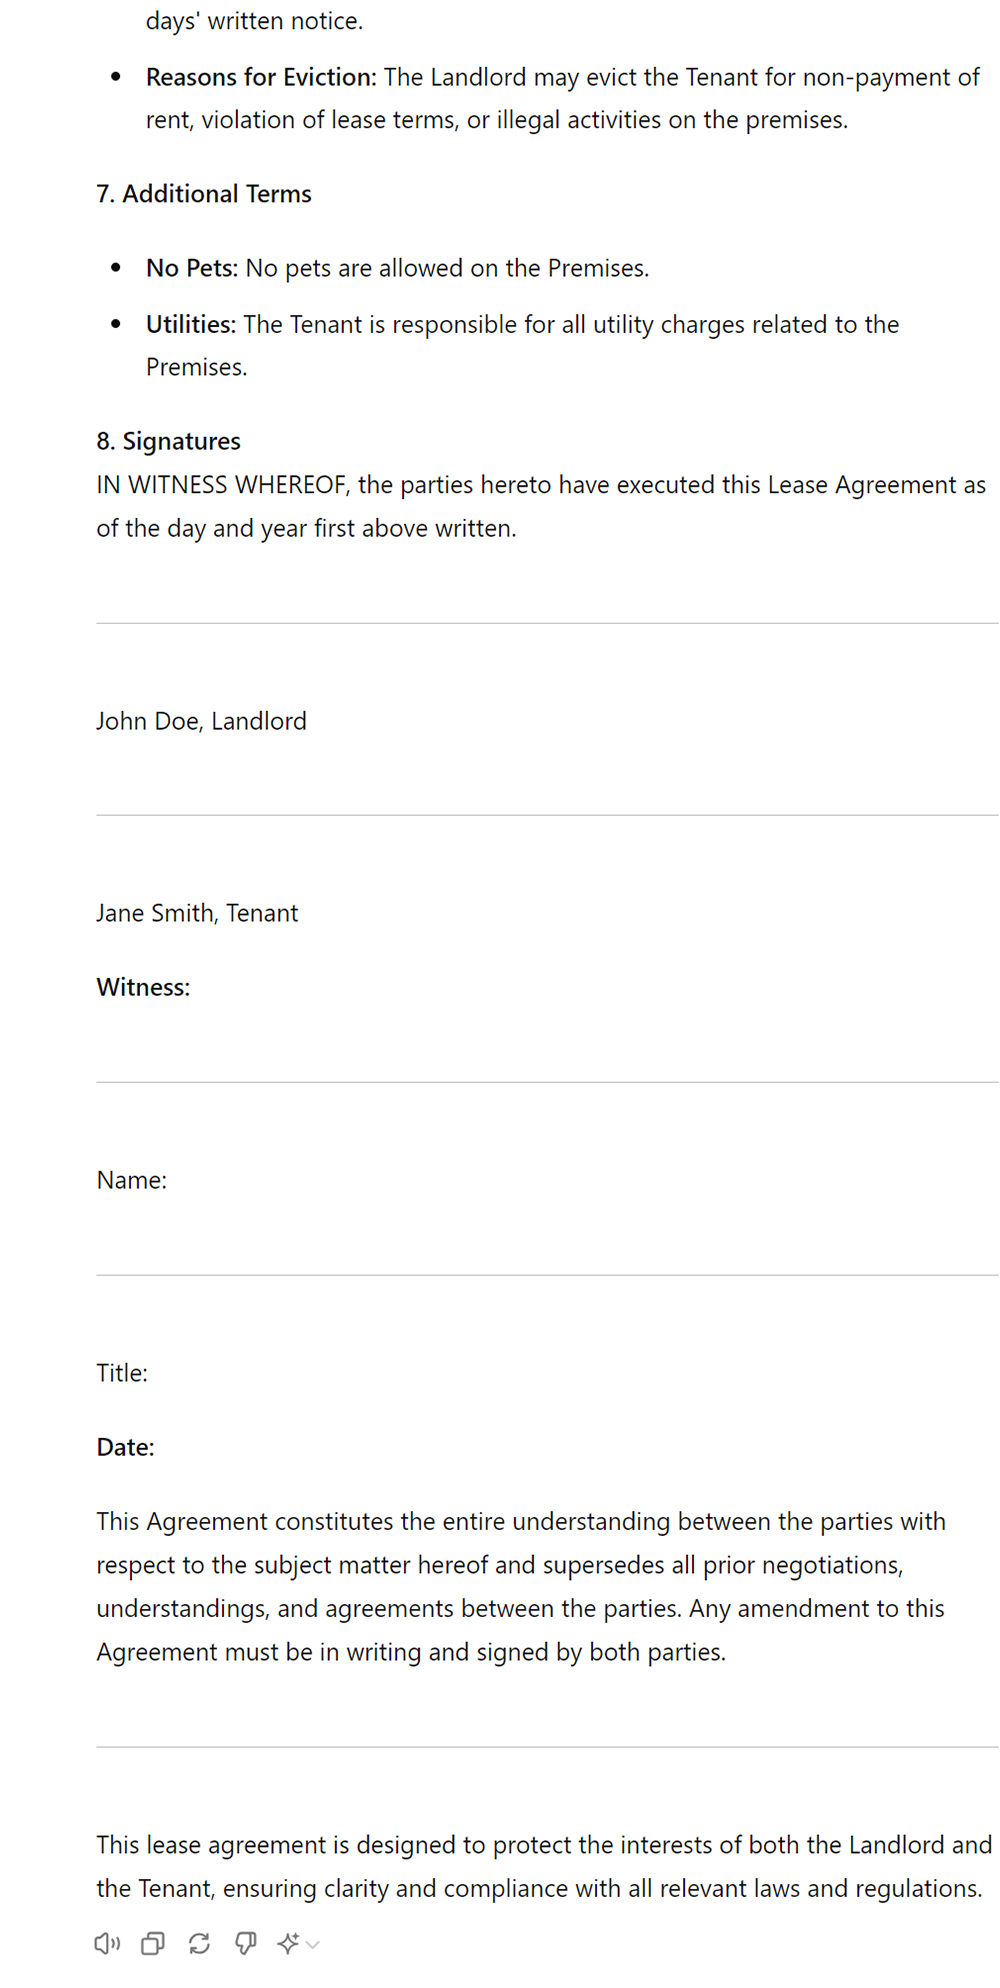 days' written notice.
Reasons for Eviction: The Landlord may evict the Tenant for non-payment of
rent, violation of lease terms, or illegal activities on the premises.
7. Additional Terms
No Pets: No pets are allowed on the Premises.
Utilities: The Tenant is responsible for all utility charges related to the
Premises.
8. Signatures
IN WITNESS WHEREOF, the parties hereto have executed this Lease Agreement as
of the day and year first above written.
John Doe, Landlord
Jane Smith, Tenant
Witness:
Name:
Title:
Date:
This Agreement constitutes the entire understanding between the parties with
respect to the subject matter hereof and supersedes all prior negotiations,
understandings, and agreements between the parties. Any amendment to this
Agreement must be in writing and signed by both parties.
This lease agreement is designed to protect the interests of both the Landlord and
the Tenant, ensuring clarity and compliance with all relevant laws and regulations.